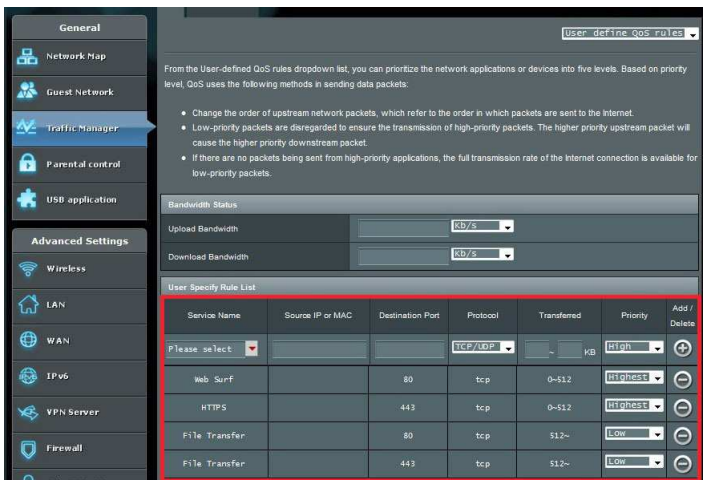 General
Network Map
Guest Network
Traffic Manager
Parental control
USB application
Advanced Settings
Wireless
LAN
WAN
IPv6
VPN Server
Firewall
User define QoS rules
From the User-defined QoS rules dropdown list, you can prioritize the network applications or devices into five levels. Based on priority
level, QoS uses the following methods in sending data packets:
Change the order of upstream network packets, which refer to the order in which packets are sent to the Internet.
Low-priority packets are disregarded to ensure the transmission of high-priority packets. The higher priority upstream packet will
cause the higher priority downstream packet.
If there are no packets being sent from high-priority applications, the full transmission rate of the Internet connection is available for
low-priority packets.
Bandwidth Status
Upload Bandwidth Kb/s
Download Bandwidth Kb/s
User Specify Rule List
Service Name Source IP or MAC Destination Port Protocol Transferred Priority Add / Delete
Please select TCP/UDP ~ KB High
Web Surf 80 tcp 0~512 Highest
HTTPS 443 tcp 0~512 Highest
File Transfer 80 tcp 512~ Low
File Transfer 443 tcp 512~ Low